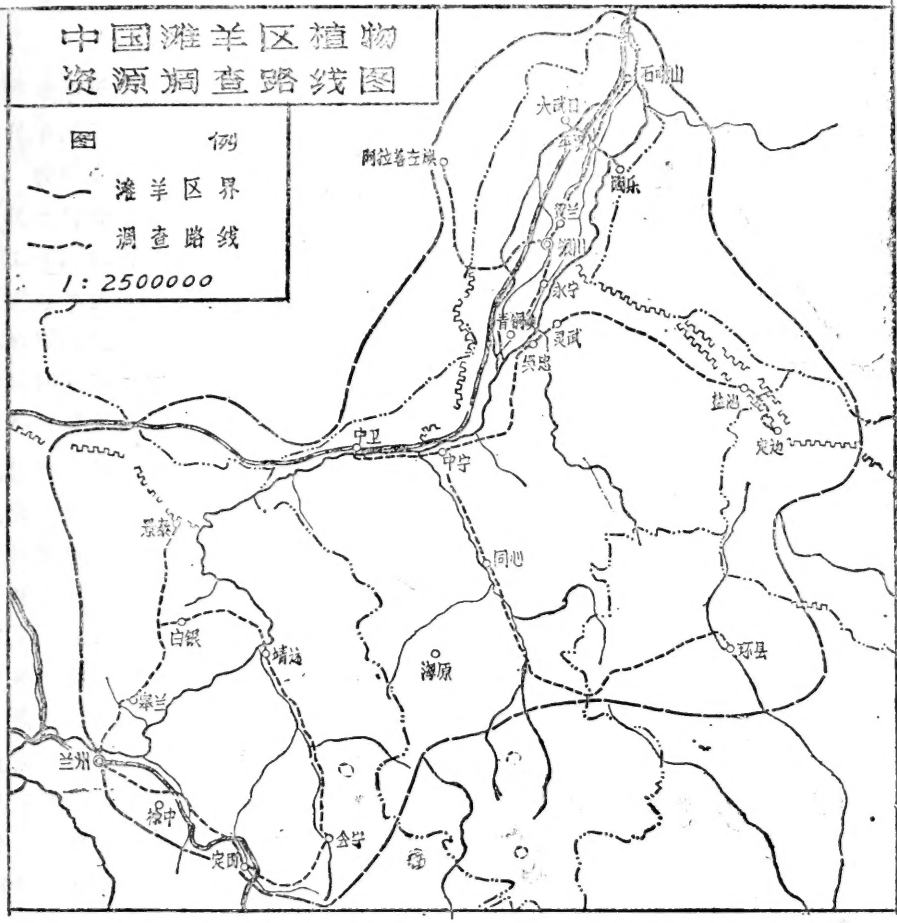 中国滩羊区植物
资源调查路线图
图 例
滩羊区界
调查路线
1:2500000
石嘴山
大武口
平罗
阿拉善左旗
陶乐
贺兰
银川
永宁
青铜峡
灵武
吴忠
盐池
定边
中卫
中宁
景泰
同心
白银
靖远
海原
环县
皋兰
兰州
榆中
定西
会宁